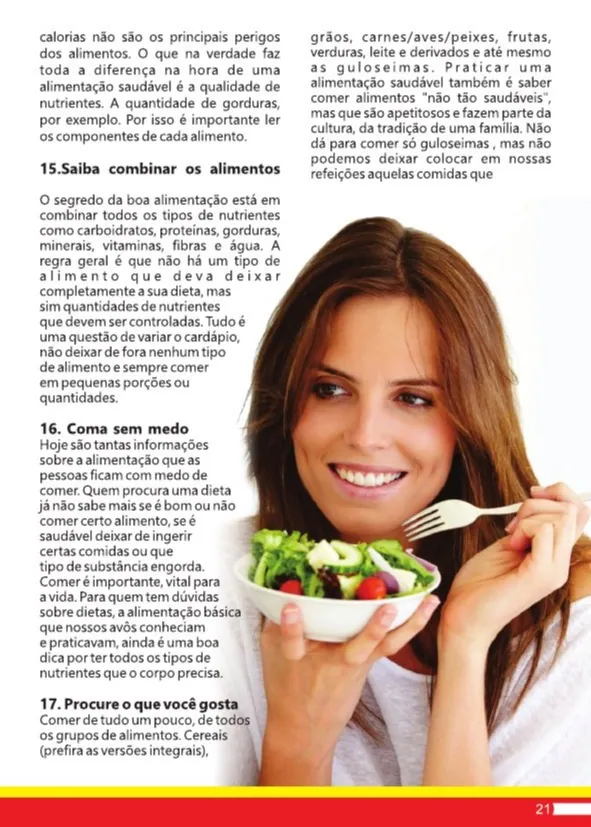 calorias não são os principais perigos
dos alimentos. O que na verdade faz
toda a diferença na hora de uma
alimentação saudável é a qualidade de
nutrientes. A quantidade de gorduras,
por exemplo. Por isso é importante ler
os componentes de cada alimento.
15.Saiba combinar os alimentos
O segredo da boa alimentação está em
combinar todos os tipos de nutrientes
como carboidratos, proteínas, gorduras,
minerais, vitaminas, fibras e água. A
regra geral é que não há um tipo de
alimento que deva deixar
completamente a sua dieta, mas
sim quantidades de nutrientes
que devem ser controladas. Tudo é
uma questão de variar o cardápio,
não deixar de fora nenhum tipo
de alimento e sempre comer
em pequenas porções ou
quantidades.
16. Coma sem medo
Hoje são tantas informações
sobre a alimentação que as
pessoas ficam com medo de
comer. Quem procura uma dieta
já não sabe mais se é bom ou não
comer certo alimento, se é
saudável deixar de ingerir
certas comidas ou que
tipo de substância engorda.
Comer é importante, vital para
a vida. Para quem tem dúvidas
sobre dietas, a alimentação básica
que nossos avôs conheciam
e praticavam, ainda é uma boa
dica por ter todos os tipos de
nutrientes que o corpo precisa.
17. Procure o que você gosta
Comer de tudo um pouco, de todos
os grupos de alimentos. Cereais
(prefira as versões integrais),
grãos, carnes/aves/peixes, frutas,
verduras, leite e derivados e até mesmo
as guloseimas. Praticar uma
alimentação saudável também é saber
comer alimentos "não tão saudáveis",
mas que são apetitosos e fazem parte da
cultura, da tradição de uma família. Não
dá para comer só guloseimas , mas não
podemos deixar colocar em nossas
refeições aquelas comidas que
21